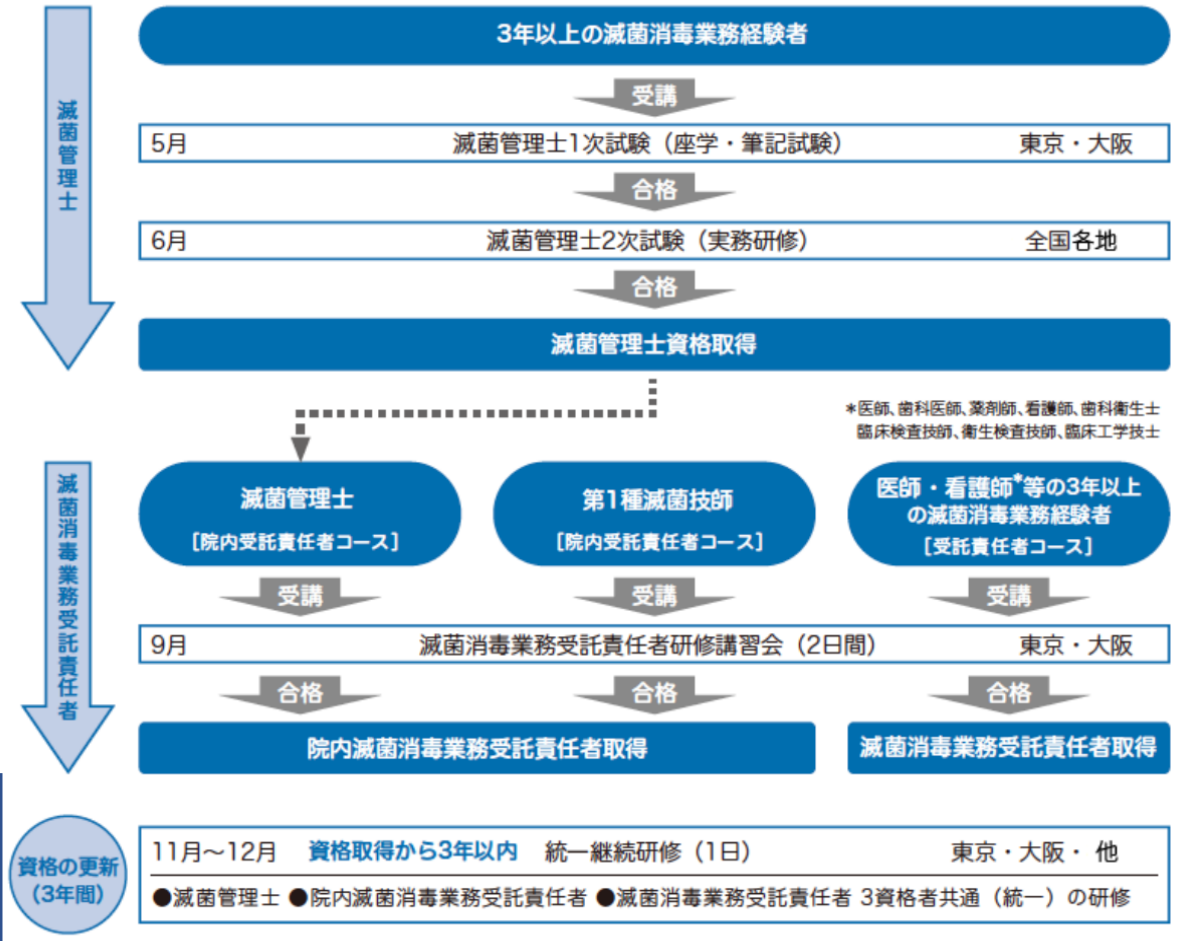 滅菌管理士
3年以上の滅菌消毒業務経験者
受講
5月 滅菌管理士1次試験（座学・筆記試験） 東京・大阪
合格
6月 滅菌管理士2次試験（実務研修） 全国各地
合格
滅菌管理士資格取得
*医師、歯科医師、薬剤師、看護師、歯科衛生士
臨床検査技師、衛生検査技師、臨床工学技士
滅菌消毒業務受託責任者
滅菌管理士
［院内受託責任者コース］
第1種滅菌技師
［院内受託責任者コース］
医師・看護師*等の3年以上
の滅菌消毒業務経験者
［受託責任者コース］
受講 受講 受講
9月 滅菌消毒業務受託責任者研修講習会（2日間） 東京・大阪
合格 合格 合格
院内滅菌消毒業務受託責任者取得 滅菌消毒業務受託責任者取得
資格の更新
（3年間）
11月～12月 資格取得から3年以内 統一継続研修（1日） 東京・大阪・ 他
●滅菌管理士 ●院内滅菌消毒業務受託責任者 ●滅菌消毒業務受託責任者 3資格者共通（統一）の研修